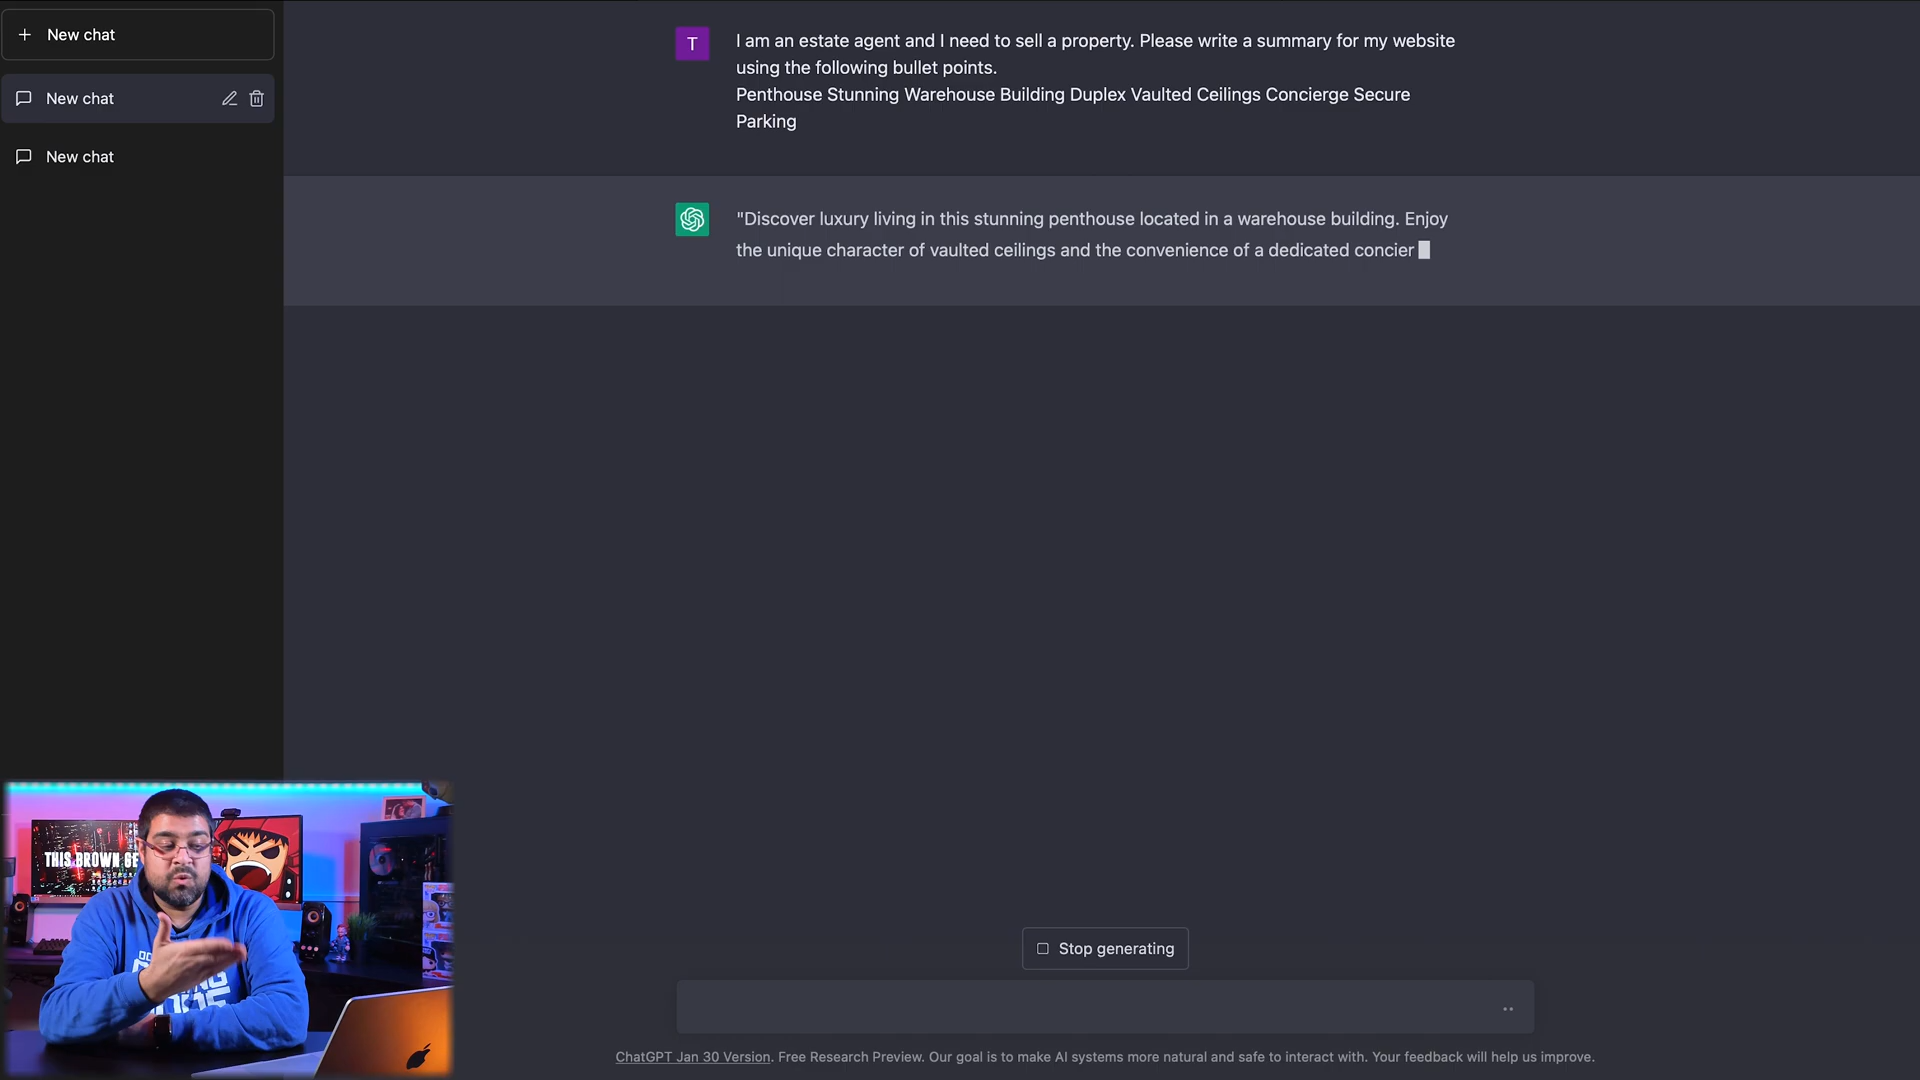 New chat
New chat
New chat
T
I am an estate agent and I need to sell a property. Please write a summary for my website
using the following bullet points.
Penthouse Stunning Warehouse Building Duplex Vaulted Ceilings Concierge Secure
Parking
"Discover luxury living in this stunning penthouse located in a warehouse building. Enjoy
the unique character of vaulted ceilings and the convenience of a dedicated concier
THIS BROWN GE
Stop generating
ChatGPT Jan 30 Version. Free Research Preview. Our goal is to make AI systems more natural and safe to interact with. Your feedback will help us improve.